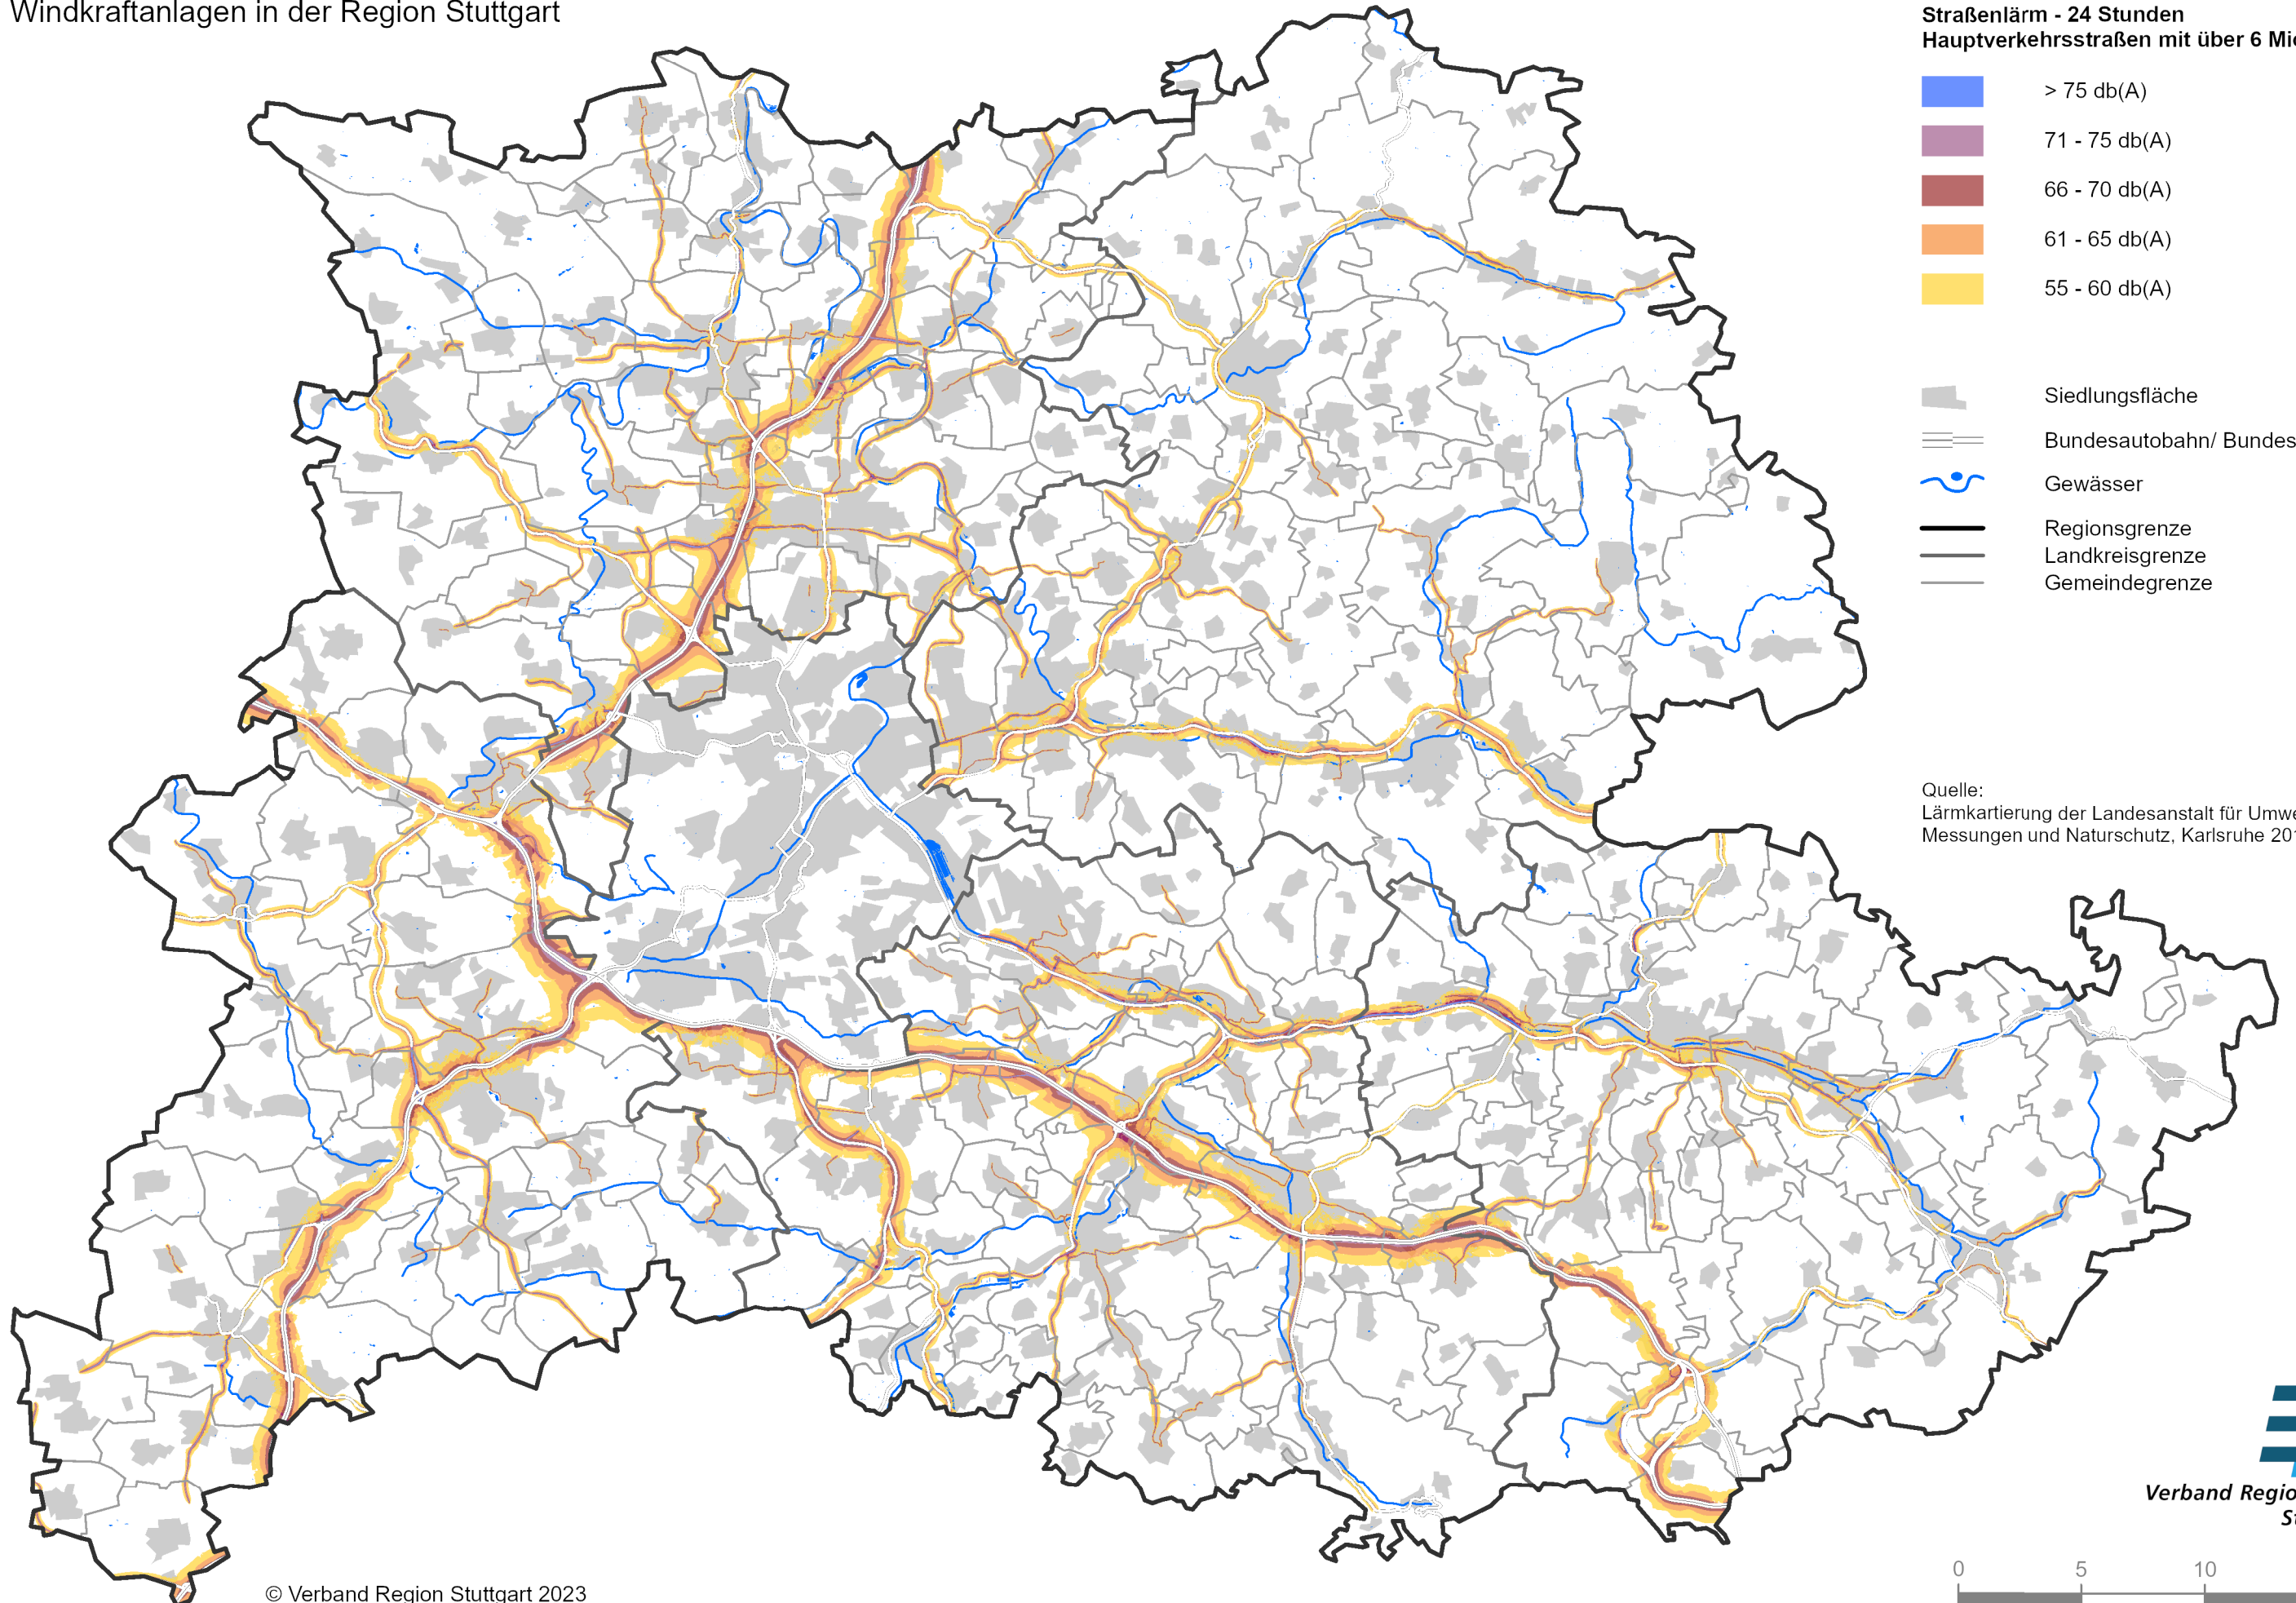 Windkraftanlagen in der Region Stuttgart
Straßenlärm - 24 Stunden
Hauptverkehrsstraßen mit über 6 Mi
> 75 db(A)
71 - 75 db(A)
66 - 70 db(A)
61 - 65 db(A)
55 - 60 db(A)
Siedlungsfläche
Bundesautobahn/ Bundes
Gewässer
Regionsgrenze
Landkreisgrenze
Gemeindegrenze
Quelle:
Lärmkartierung der Landesanstalt für Umwe
Messungen und Naturschutz, Karlsruhe 201
Verband Regio
St
0 5 10
© Verband Region Stuttgart 2023